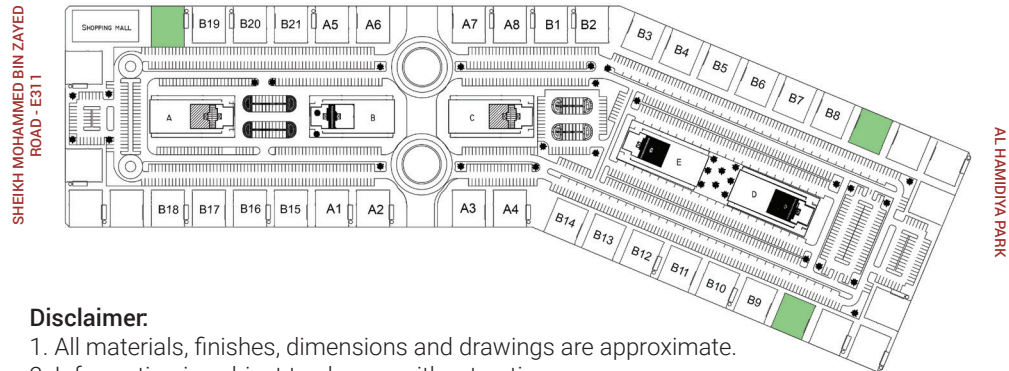 SHEIKH MOHAMMED BIN ZAYED
ROAD - E311
SHOPPING MALL
B19 B20 B21 A5 A6 A7 A8 B1 B2
B3 B4 B5 B6 B7 B8
A B C
E D
B18 B17 B16 B15 A1 A2 A3 A4
B14 B13 B12 B11 B10 B9
AL HAMIDIYA PARK
Disclaimer:
1. All materials, finishes, dimensions and drawings are approximate.